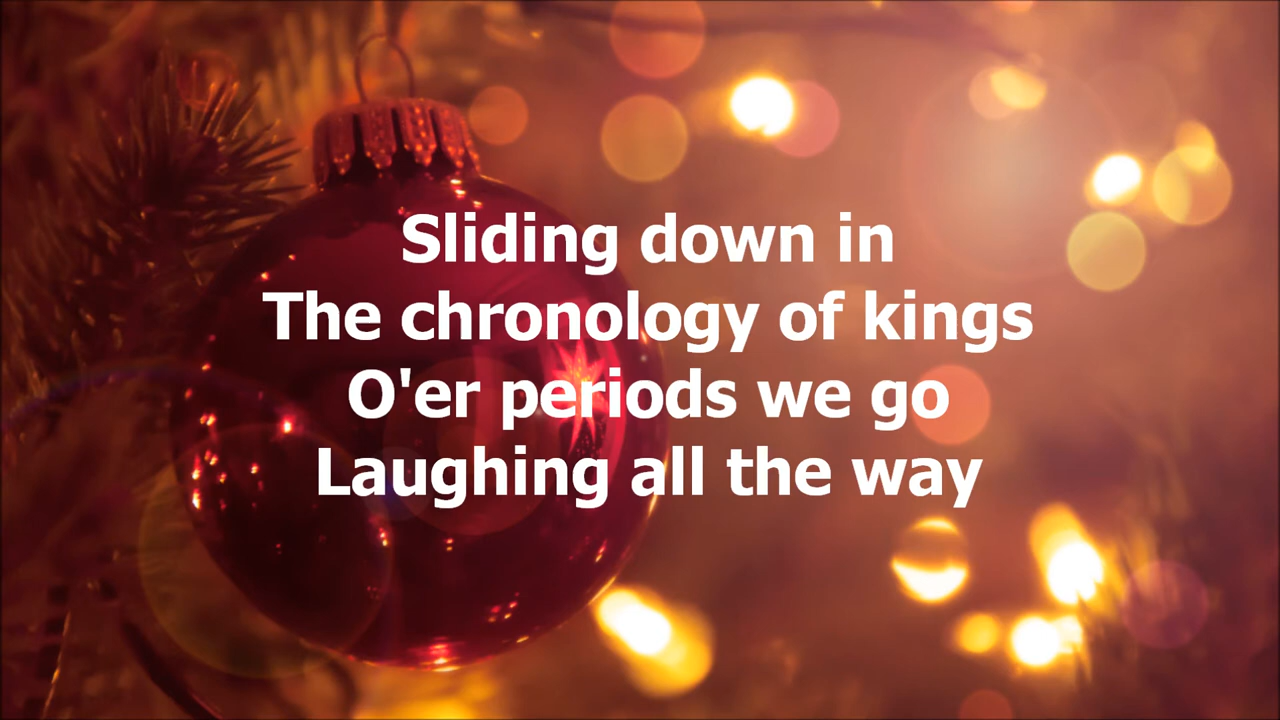 Sliding down in
The chronology of kings
O'er periods we go
Laughing all the way